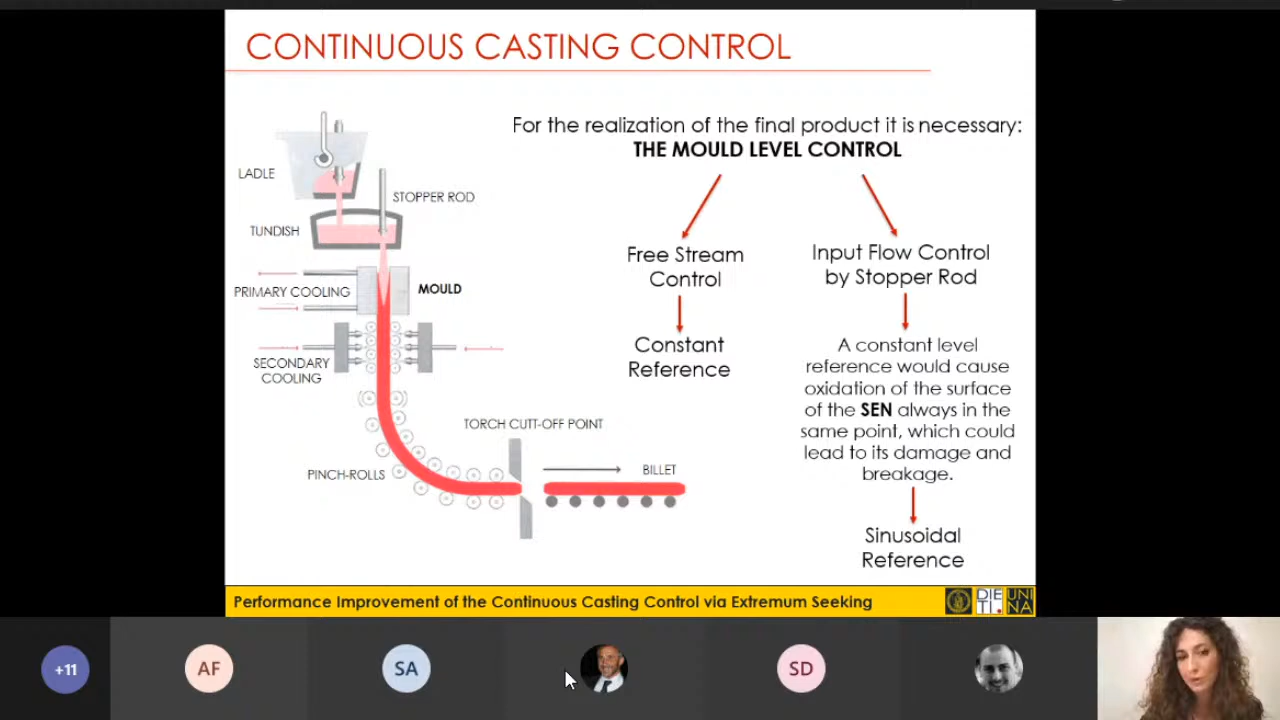 CONTINUOUS CASTING CONTROL
For the realization of the final product it is necessary:
THE MOULD LEVEL CONTROL
LADLE
STOPPER ROD
TUNDISH
PRIMARY COOLING
MOULD
SECONDARY
COOLING
TORCH CUTT-OFF POINT
PINCH-ROLLS
BILLET
Free Stream
Control
Constant
Reference
Input Flow Control
by Stopper Rod
A constant level
reference would cause
oxidation of the surface
of the SEN always in the
same point, which could
lead to its damage and
breakage.
Sinusoidal
Reference
Performance Improvement of the Continuous Casting Control via Extremum Seeking
DIE
TI.
UNI
NA
+11
AF
SA
SD